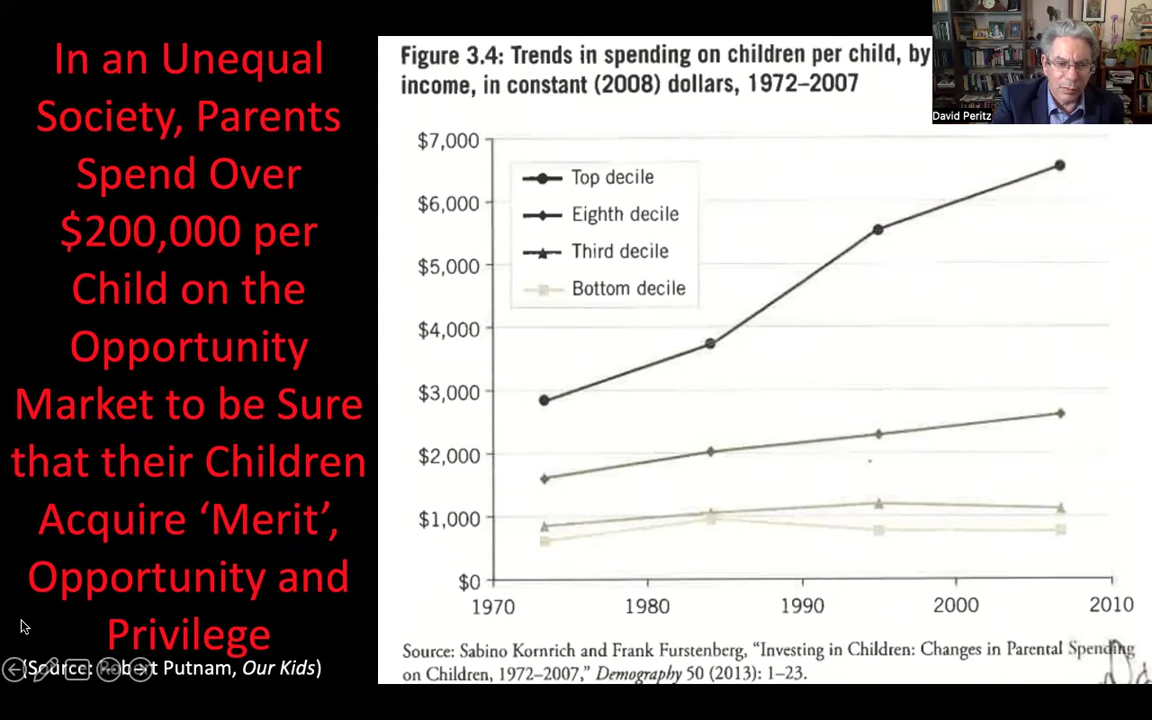 In an Unequal
Society, Parents
Spend Over
$200,000 per
Child on the
Opportunity
Market to be Sure
that their Children
Acquire ‘Merit’,
Opportunity and
Privilege
(Source: Robert Putnam, Our Kids)
Figure 3.4: Trends in spending on children per child, by
income, in constant (2008) dollars, 1972–2007
David Peritz
$7,000
$6,000
$5,000
$4,000
$3,000
$2,000
$1,000
$0
Top decile
Eighth decile
Third decile
Bottom decile
1970 1980 1990 2000 2010
Source: Sabino Kornrich and Frank Furstenberg, “Investing in Children: Changes in Parental Spending
on Children, 1972–2007,” Demography 50 (2013): 1–23.